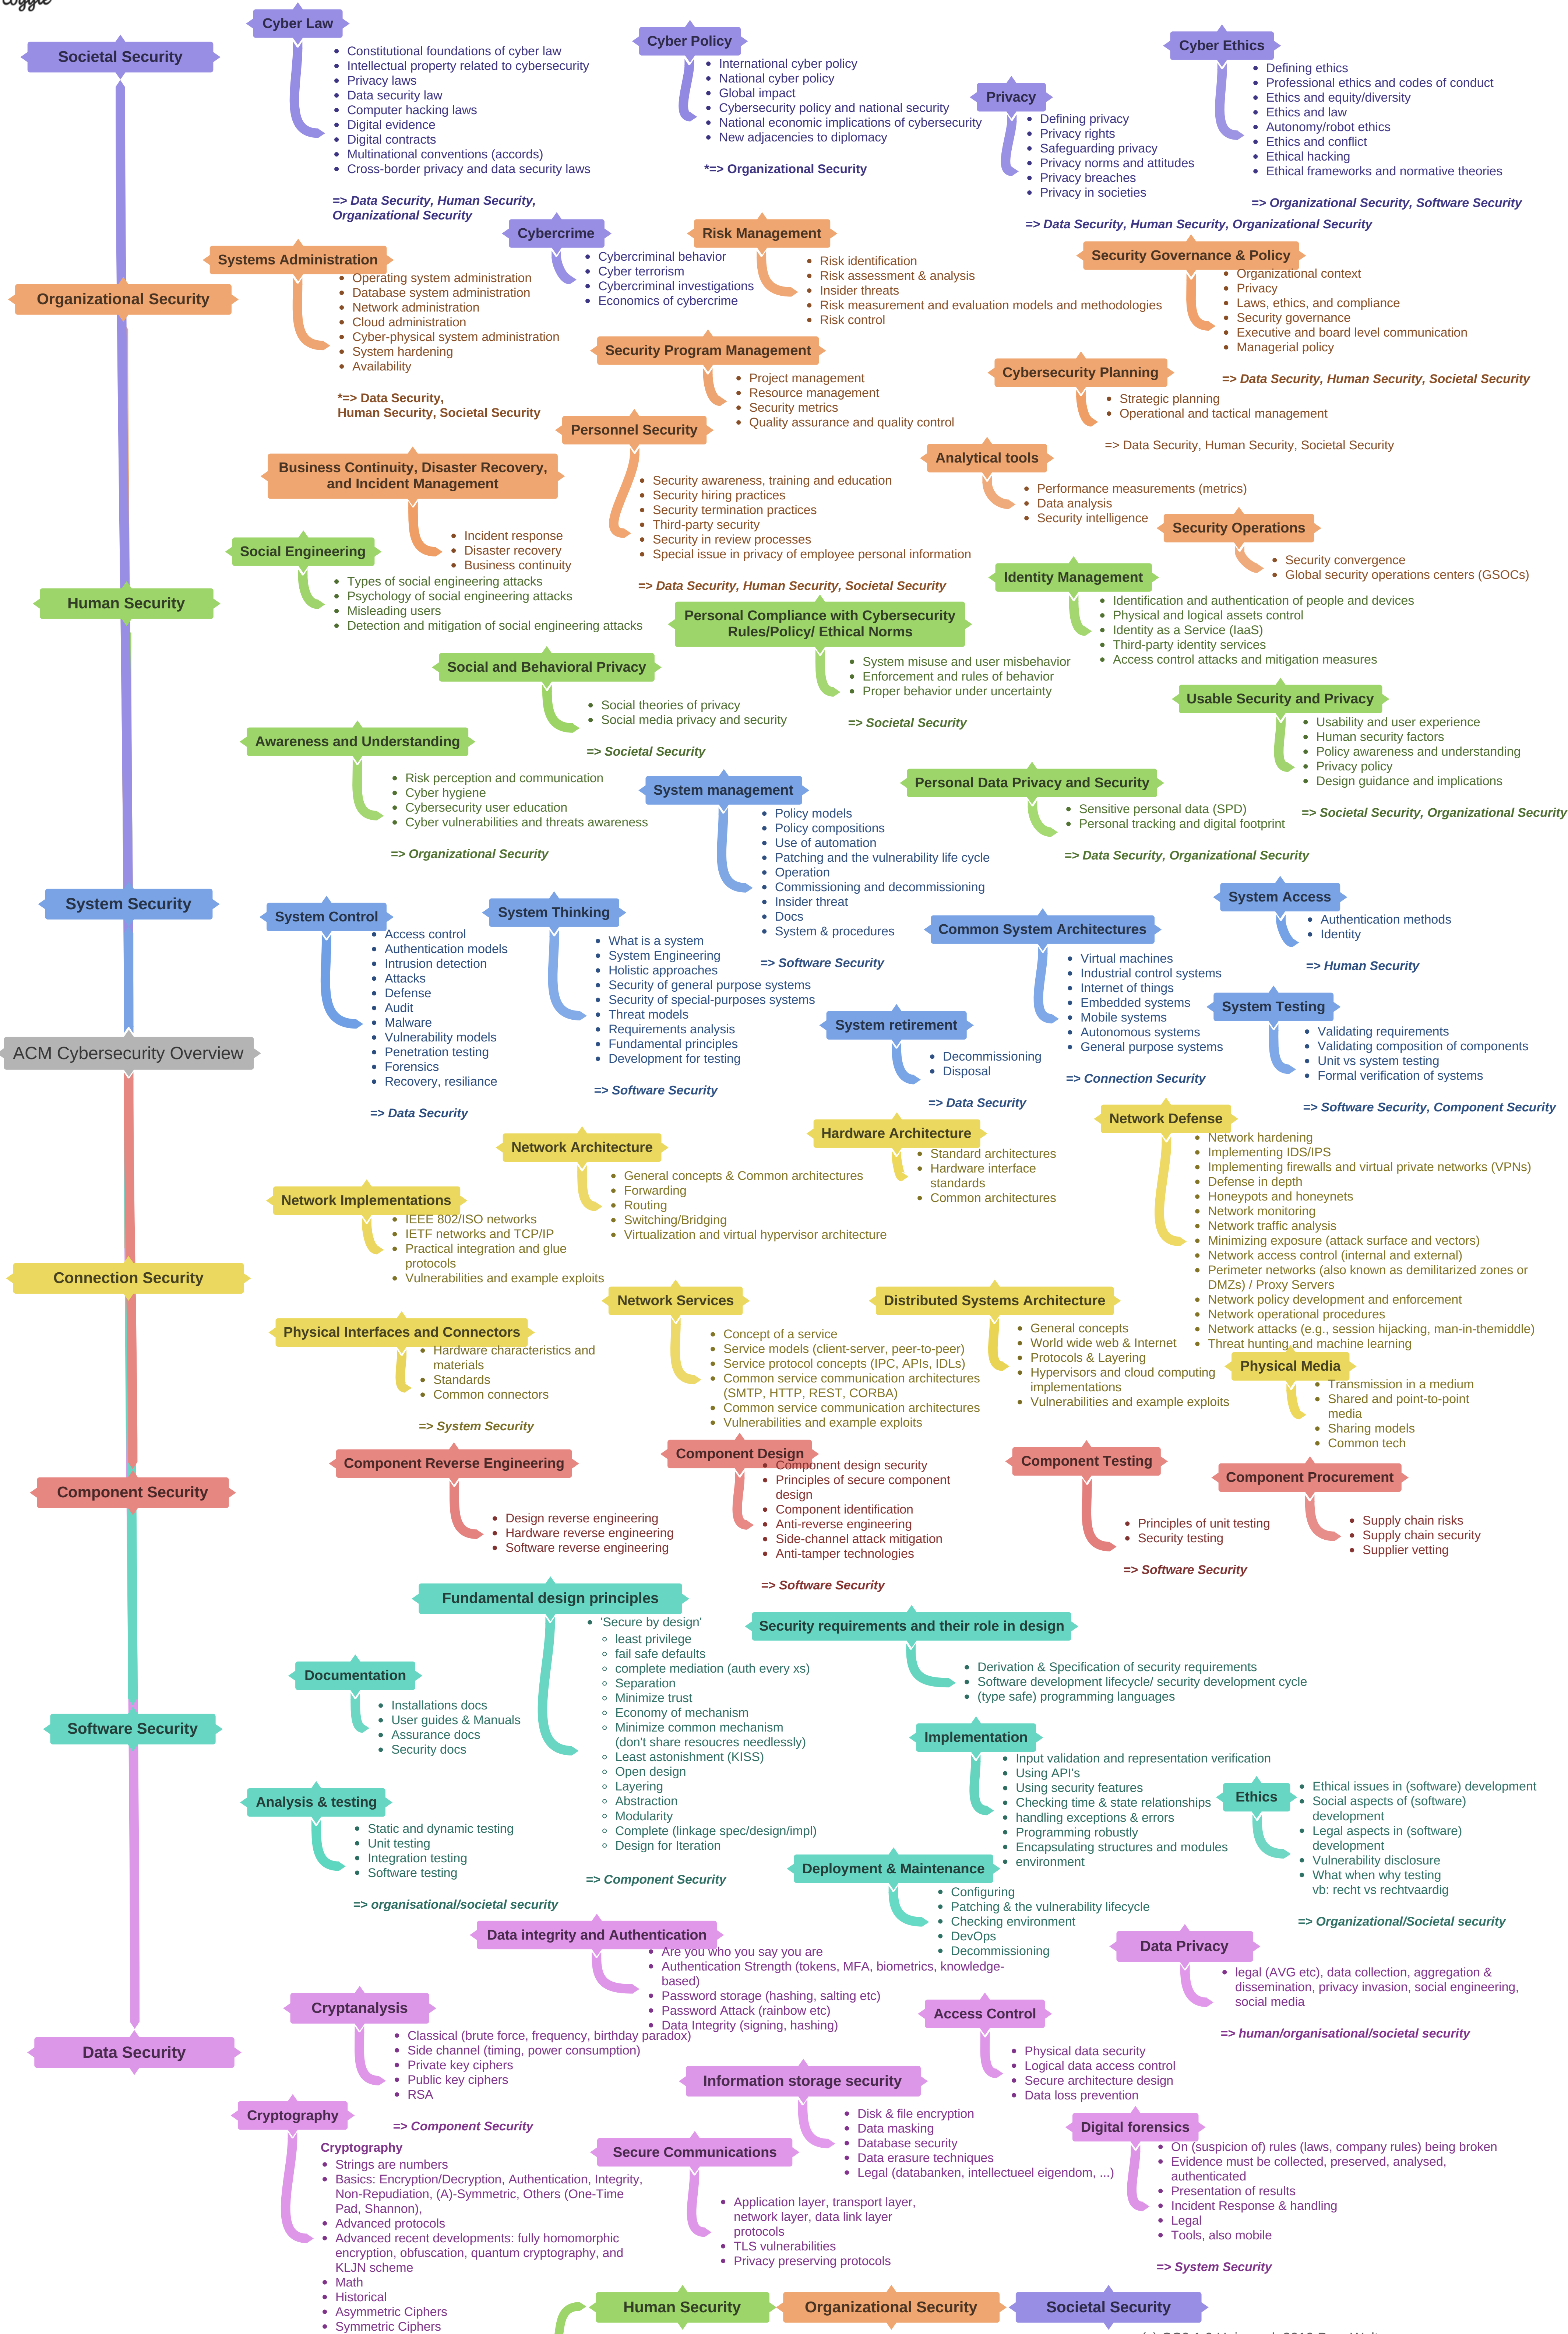 Coggle
Societal Security
Cyber Law
Constitutional foundations of cyber law
Intellectual property related to cybersecurity
Privacy laws
Data security law
Computer hacking laws
Digital evidence
Digital contracts
Multinational conventions (accords)
Cross-border privacy and data security laws
=> Data Security, Human Security,
Organizational Security
Cyber Policy
International cyber policy
National cyber policy
Global impact
Cybersecurity policy and national security
National economic implications of cybersecurity
New adjacencies to diplomacy
*=> Organizational Security
Privacy
Defining privacy
Privacy rights
Safeguarding privacy
Privacy norms and attitudes
Privacy breaches
Privacy in societies
=> Data Security, Human Security, Organizational Security
Cyber Ethics
Defining ethics
Professional ethics and codes of conduct
Ethics and equity/diversity
Ethics and law
Autonomy/robot ethics
Ethics and conflict
Ethical hacking
Ethical frameworks and normative theories
=> Organizational Security, Software Security
Cybercrime
Cybercriminal behavior
Cyber terrorism
Cybercriminal investigations
Economics of cybercrime
Organizational Security
Systems Administration
Operating system administration
Database system administration
Network administration
Cloud administration
Cyber-physical system administration
System hardening
Availability
*=> Data Security,
Human Security, Societal Security
Risk Management
Risk identification
Risk assessment & analysis
Insider threats
Risk measurement and evaluation models and methodologies
Risk control
Security Governance & Policy
Organizational context
Privacy
Laws, ethics, and compliance
Security governance
Executive and board level communication
Managerial policy
=> Data Security, Human Security, Societal Security
Security Program Management
Project management
Resource management
Security metrics
Quality assurance and quality control
Cybersecurity Planning
Strategic planning
Operational and tactical management
=> Data Security, Human Security, Societal Security
Personnel Security
Security awareness, training and education
Security hiring practices
Security termination practices
Third-party security
Security in review processes
Special issue in privacy of employee personal information
=> Data Security, Human Security, Societal Security
Business Continuity, Disaster Recovery,
and Incident Management
Incident response
Disaster recovery
Business continuity
Analytical tools
Performance measurements (metrics)
Data analysis
Security intelligence
Security Operations
Security convergence
Global security operations centers (GSOCs)
Human Security
Social Engineering
Types of social engineering attacks
Psychology of social engineering attacks
Misleading users
Detection and mitigation of social engineering attacks
Identity Management
Identification and authentication of people and devices
Physical and logical assets control
Identity as a Service (IaaS)
Third-party identity services
Access control attacks and mitigation measures
Personal Compliance with Cybersecurity
Rules/Policy/ Ethical Norms
System misuse and user misbehavior
Enforcement and rules of behavior
Proper behavior under uncertainty
=> Societal Security
Social and Behavioral Privacy
Social theories of privacy
Social media privacy and security
=> Societal Security
Usable Security and Privacy
Usability and user experience
Human security factors
Policy awareness and understanding
Privacy policy
Design guidance and implications
=> Societal Security, Organizational Security
Awareness and Understanding
Risk perception and communication
Cyber hygiene
Cybersecurity user education
Cyber vulnerabilities and threats awareness
=> Organizational Security
Personal Data Privacy and Security
Sensitive personal data (SPD)
Personal tracking and digital footprint
=> Data Security, Organizational Security
System Security
System management
Policy models
Policy compositions
Use of automation
Patching and the vulnerability life cycle
Operation
Commissioning and decommissioning
Insider threat
Docs
System & procedures
=> Software Security
System Control
Access control
Authentication models
Intrusion detection
Attacks
Defense
Audit
Malware
Vulnerability models
Penetration testing
Forensics
Recovery, resiliance
=> Data Security
System Thinking
What is a system
System Engineering
Holistic approaches
Security of general purpose systems
Security of special-purposes systems
Threat models
Requirements analysis
Fundamental principles
Development for testing
=> Software Security
Common System Architectures
Virtual machines
Industrial control systems
Internet of things
Embedded systems
Mobile systems
Autonomous systems
General purpose systems
=> Connection Security
System Access
Authentication methods
Identity
=> Human Security
System retirement
Decommissioning
Disposal
=> Data Security
System Testing
Validating requirements
Validating composition of components
Unit vs system testing
Formal verification of systems
=> Software Security, Component Security
ACM Cybersecurity Overview
Connection Security
Network Architecture
General concepts & Common architectures
Forwarding
Routing
Switching/Bridging
Virtualization and virtual hypervisor architecture
Hardware Architecture
Standard architectures
Hardware interface
standards
Common architectures
Network Defense
Network hardening
Implementing IDS/IPS
Implementing firewalls and virtual private networks (VPNs)
Defense in depth
Honeypots and honeynets
Network monitoring
Network traffic analysis
Minimizing exposure (attack surface and vectors)
Network access control (internal and external)
Perimeter networks (also known as demilitarized zones or
DMZs) / Proxy Servers
Network policy development and enforcement
Network operational procedures
Network attacks (e.g., session hijacking, man-in-themiddle)
Threat hunting and machine learning
Network Implementations
IEEE 802/ISO networks
IETF networks and TCP/IP
Practical integration and glue
protocols
Vulnerabilities and example exploits
Network Services
Concept of a service
Service models (client-server, peer-to-peer)
Service protocol concepts (IPC, APIs, IDLs)
Common service communication architectures
(SMTP, HTTP, REST, CORBA)
Common service communication architectures
Vulnerabilities and example exploits
Distributed Systems Architecture
General concepts
World wide web & Internet
Protocols & Layering
Hypervisors and cloud computing
implementations
Vulnerabilities and example exploits
Physical Interfaces and Connectors
Hardware characteristics and
materials
Standards
Common connectors
=> System Security
Physical Media
Transmission in a medium
Shared and point-to-point
media
Sharing models
Common tech
Component Security
Component Reverse Engineering
Design reverse engineering
Hardware reverse engineering
Software reverse engineering
Component Design
Component design security
Principles of secure component
design
Component identification
Anti-reverse engineering
Side-channel attack mitigation
Anti-tamper technologies
=> Software Security
Component Testing
Principles of unit testing
Security testing
=> Software Security
Component Procurement
Supply chain risks
Supply chain security
Supplier vetting
Software Security
Fundamental design principles
'Secure by design'
least privilege
fail safe defaults
complete mediation (auth every xs)
Separation
Minimize trust
Economy of mechanism
Minimize common mechanism
(don't share resoucres needlessly)
Least astonishment (KISS)
Open design
Layering
Abstraction
Modularity
Complete (linkage spec/design/impl)
Design for Iteration
=> Component Security
Security requirements and their role in design
Derivation & Specification of security requirements
Software development lifecycle/ security development cycle
(type safe) programming languages
Documentation
Installations docs
User guides & Manuals
Assurance docs
Security docs
Implementation
Input validation and representation verification
Using API's
Using security features
Checking time & state relationships
handling exceptions & errors
Programming robustly
Encapsulating structures and modules
environment
Ethics
Ethical issues in (software) development
Social aspects of (software)
development
Legal aspects in (software)
development
Vulnerability disclosure
What when why testing
vb: recht vs rechtvaardig
=> Organizational/Societal security
Analysis & testing
Static and dynamic testing
Unit testing
Integration testing
Software testing
=> organisational/societal security
Deployment & Maintenance
Configuring
Patching & the vulnerability lifecycle
Checking environment
DevOps
Decommissioning
Data Security
Data integrity and Authentication
Are you who you say you are
Authentication Strength (tokens, MFA, biometrics, knowledge-
based)
Password storage (hashing, salting etc)
Password Attack (rainbow etc)
Data Integrity (signing, hashing)
Data Privacy
legal (AVG etc), data collection, aggregation &
dissemination, privacy invasion, social engineering,
social media
=> human/organisational/societal security
Cryptanalysis
Classical (brute force, frequency, birthday paradox)
Side channel (timing, power consumption)
Private key ciphers
Public key ciphers
RSA
=> Component Security
Access Control
Physical data security
Logical data access control
Secure architecture design
Data loss prevention
Information storage security
Disk & file encryption
Data masking
Database security
Data erasure techniques
Legal (databanken, intellectueel eigendom, ...)
Cryptography
Cryptography
Strings are numbers
Basics: Encryption/Decryption, Authentication, Integrity,
Non-Repudiation, (A)-Symmetric, Others (One-Time
Pad, Shannon),
Advanced protocols
Advanced recent developments: fully homomorphic
encryption, obfuscation, quantum cryptography, and
KLJN scheme
Math
Historical
Asymmetric Ciphers
Symmetric Ciphers
Secure Communications
Application layer, transport layer,
network layer, data link layer
protocols
TLS vulnerabilities
Privacy preserving protocols
Digital forensics
On (suspicion of) rules (laws, company rules) being broken
Evidence must be collected, preserved, analysed,
authenticated
Presentation of results
Incident Response & handling
Legal
Tools, also mobile
=> System Security
Human Security
Organizational Security
Societal Security